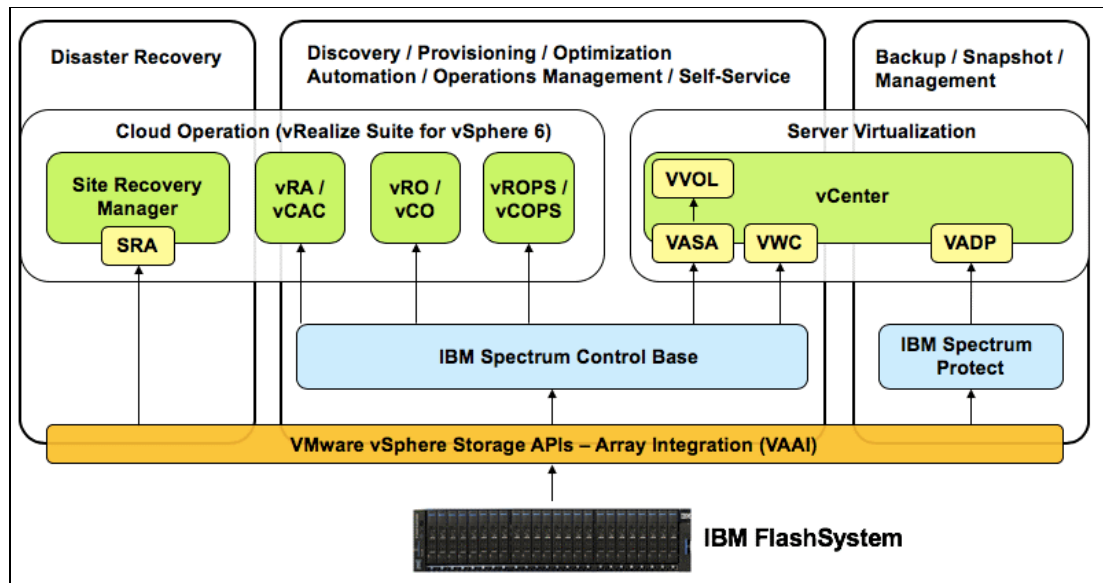 Disaster Recovery
Discovery / Provisioning / Optimization
Automation / Operations Management / Self-Service
Backup / Snapshot /
Management
Cloud Operation (vRealize Suite for vSphere 6)
Server Virtualization
Site Recovery
Manager
SRA
vRA /
vCAC
vRO /
vCO
vROPS /
vCOPS
VVOL
vCenter
VASA
VWC
VADP
IBM Spectrum Control Base
IBM Spectrum
Protect
VMware vSphere Storage APIs – Array Integration (VAAI)
IBM FlashSystem